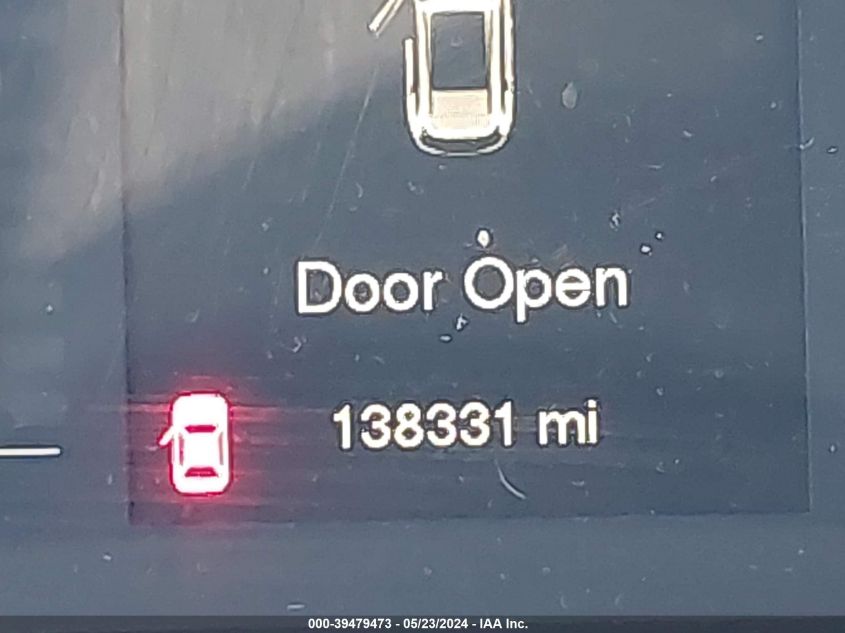 Door Open
138331 mi
000-39479473 - 05/23/2024 - IAA Inc.